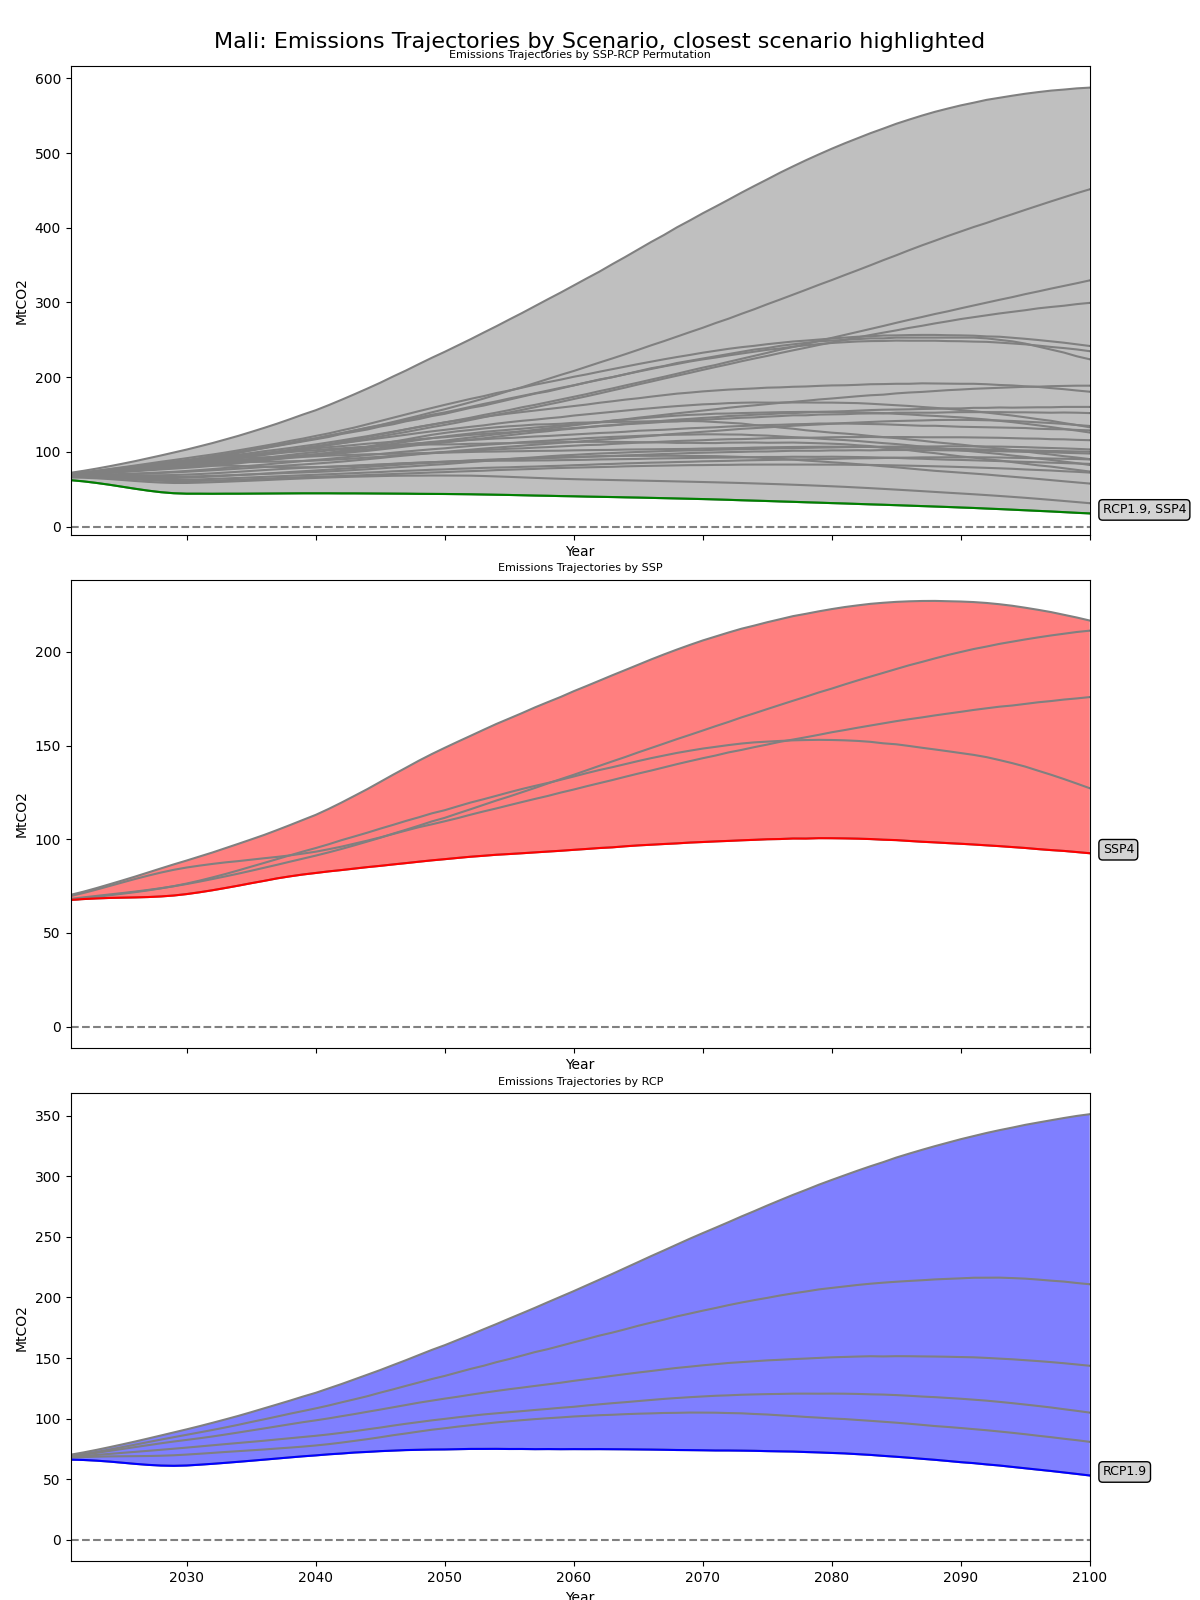 Mali: Emissions Trajectories by Scenario, closest scenario highlighted
Emissions Trajectories by SSP-RCP Permutation
600
500
400
300
200
100
0
MtCO2
RCP1.9, SSP4
Year
Emissions Trajectories by SSP
200
150
100
50
0
MtCO2
SSP4
Year
Emissions Trajectories by RCP
350
300
250
200
150
100
50
0
MtCO2
RCP1.9
2030 2040 2050 2060 2070 2080 2090 2100
Year